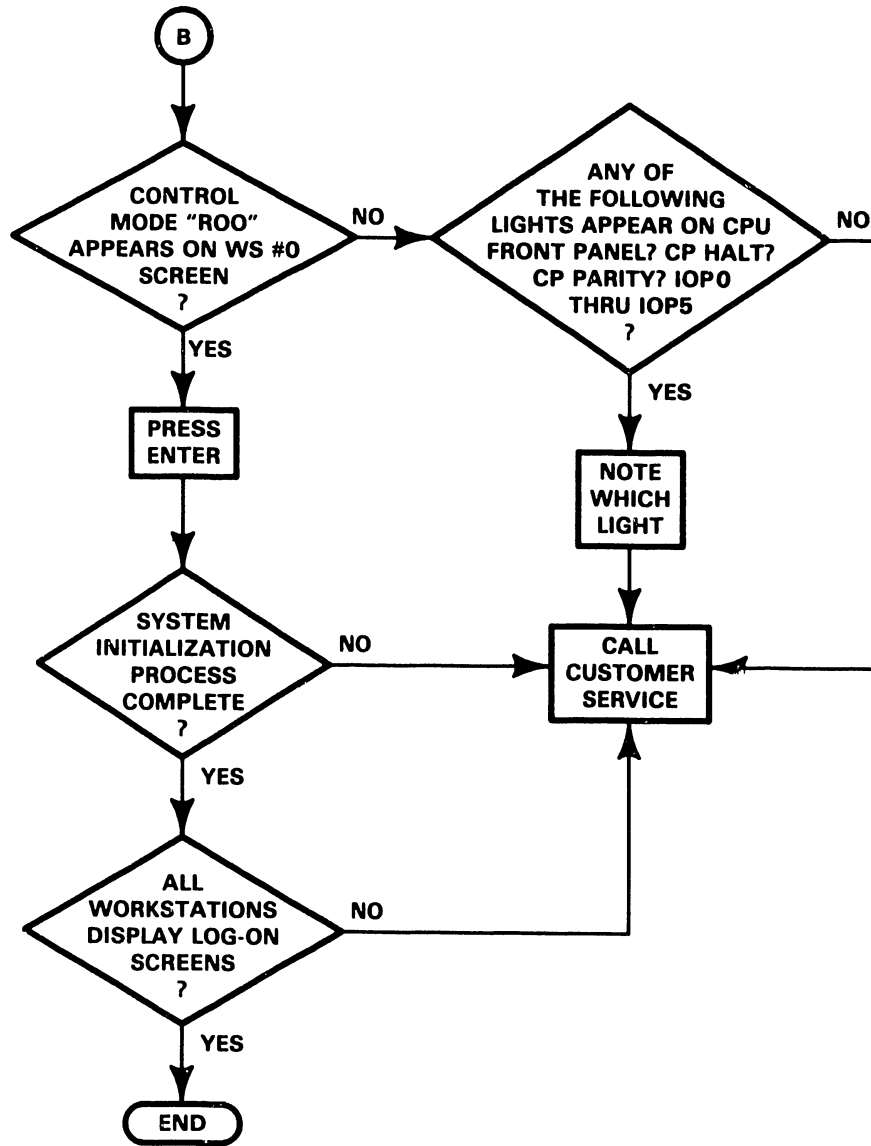 B
CONTROL
MODE "ROO"
APPEARS ON WS #0
SCREEN
?
NO
YES
ANY OF
THE FOLLOWING
LIGHTS APPEAR ON CPU
FRONT PANEL? CP HALT?
CP PARITY? IOP0
THRU IOP5
?
NO
YES
PRESS
ENTER
NOTE
WHICH
LIGHT
SYSTEM
INITIALIZATION
PROCESS
COMPLETE
?
NO
YES
CALL
CUSTOMER
SERVICE
ALL
WORKSTATIONS
DISPLAY LOG-ON
SCREENS
?
NO
YES
END